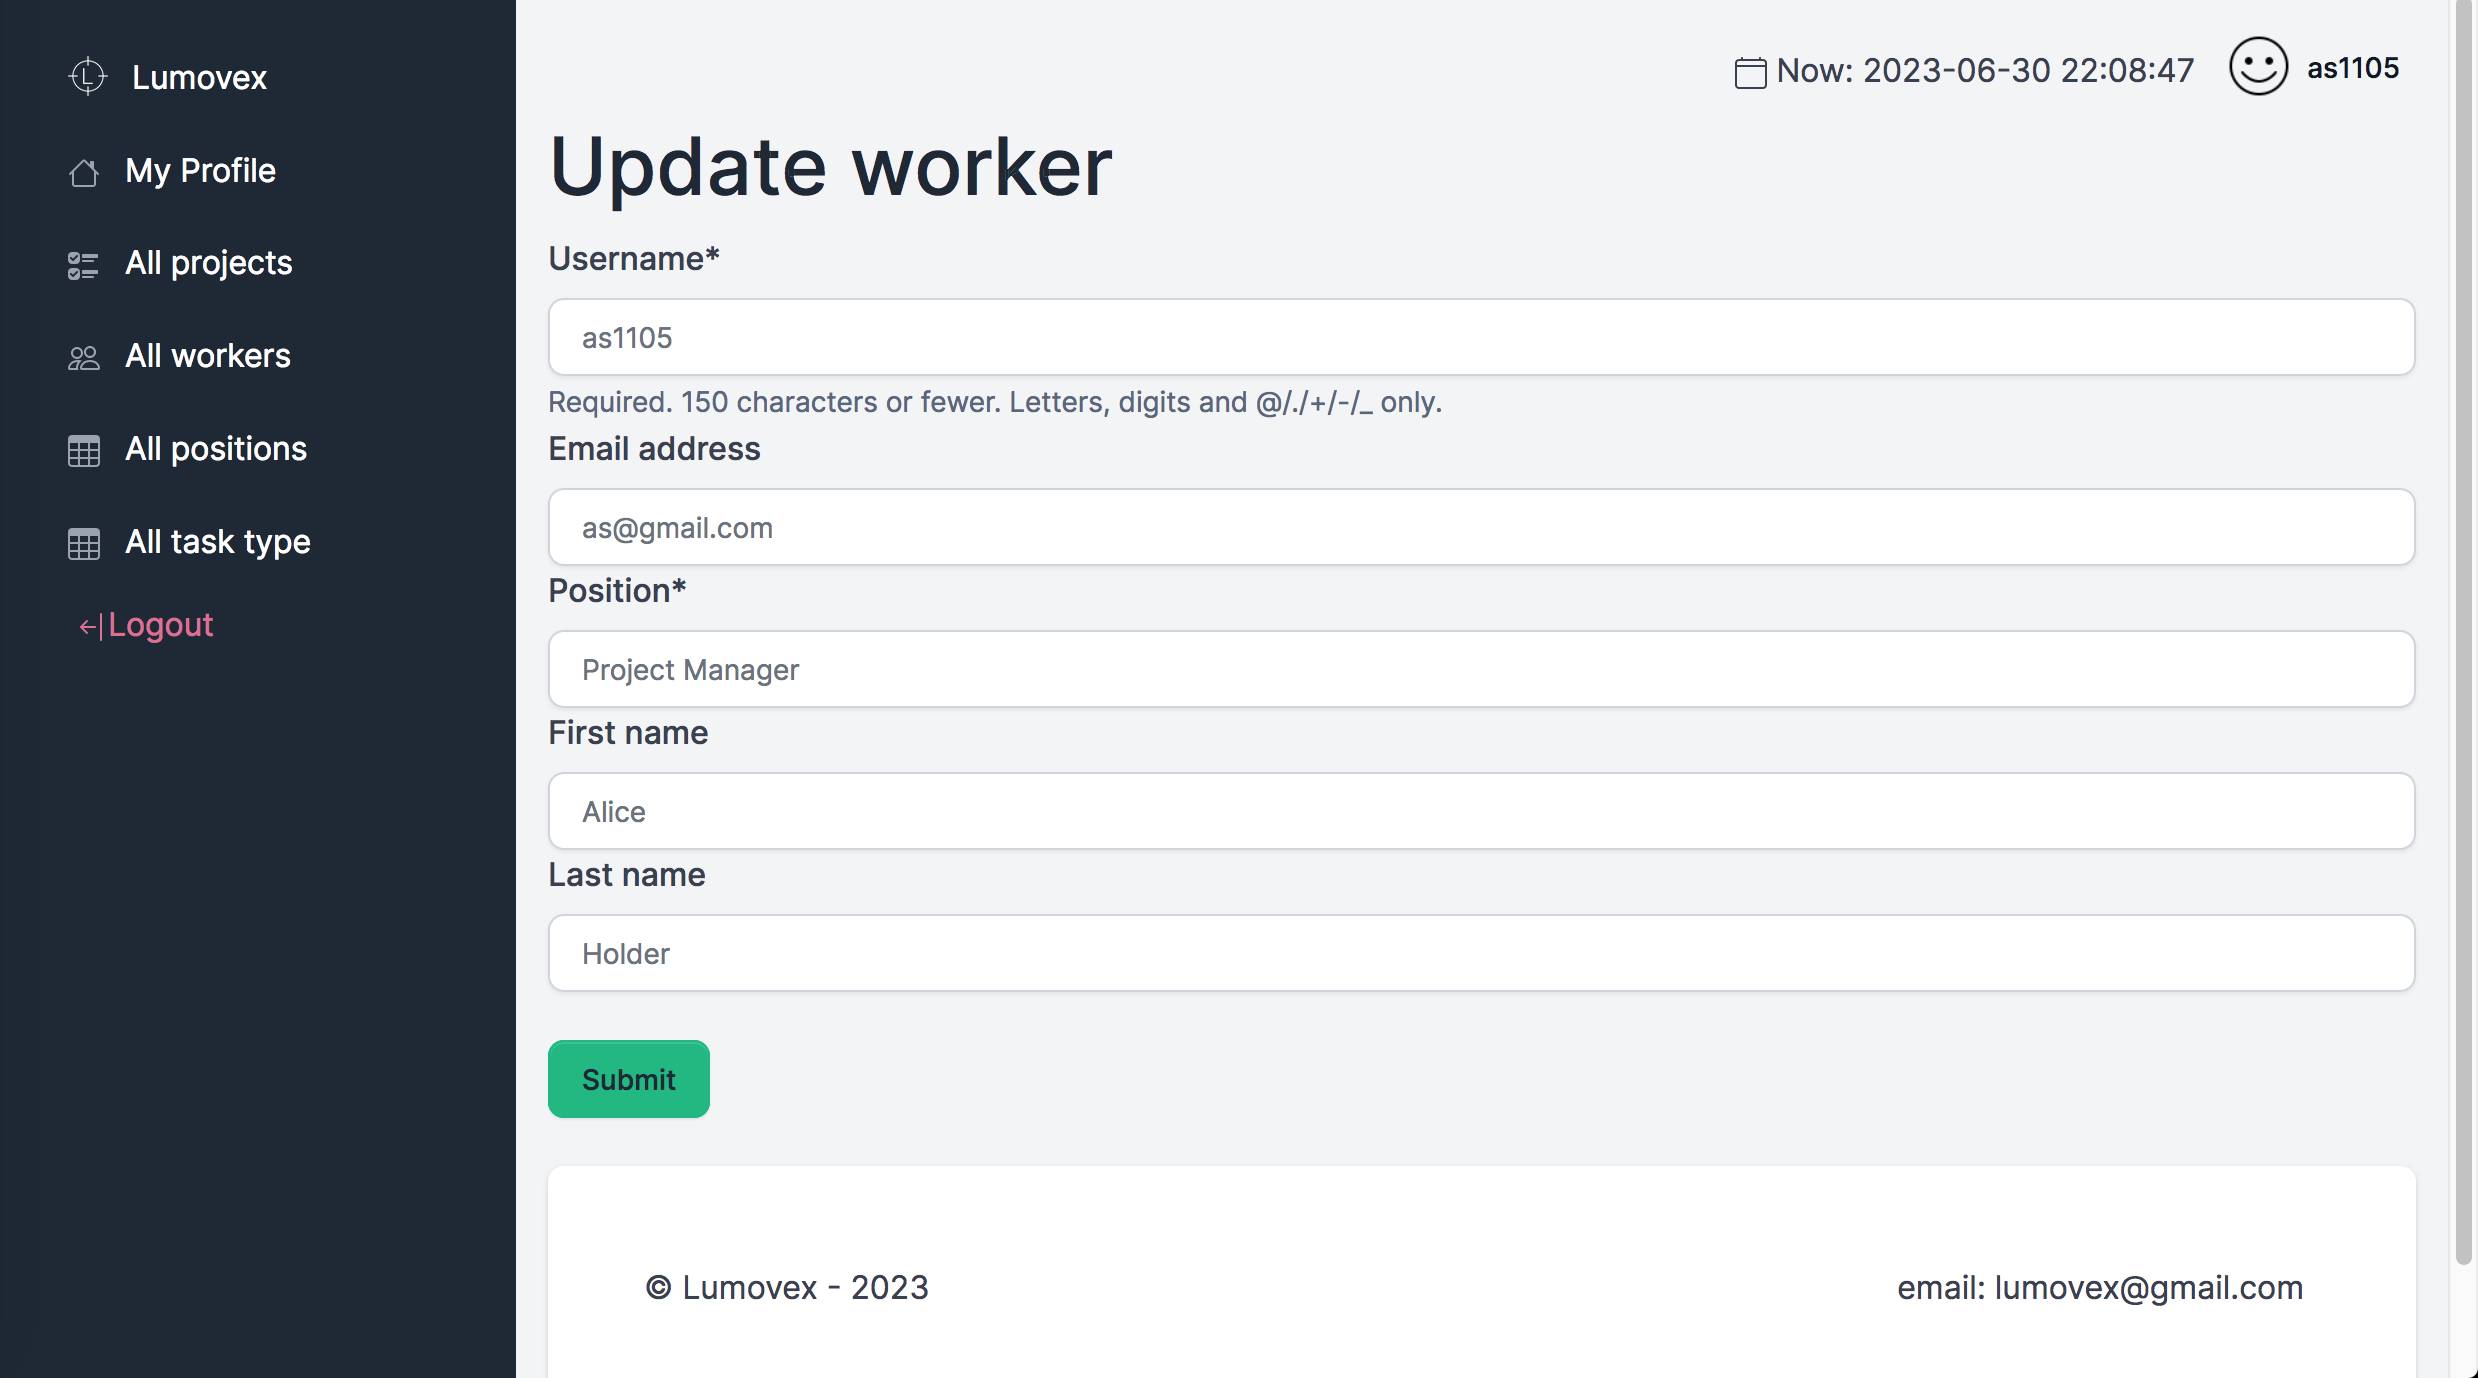 Lumovex
My Profile
All projects
All workers
All positions
All task type
Logout
Now: 2023-06-30 22:08:47
as1105
Update worker
Username*
as1105
Required. 150 characters or fewer. Letters, digits and @/./+/-/_ only.
Email address
as@gmail.com
Position*
Project Manager
First name
Alice
Last name
Holder
Submit
© Lumovex - 2023
email: lumovex@gmail.com